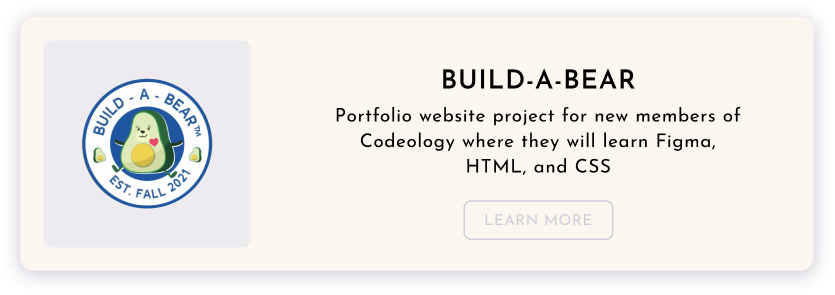 BUILD - A - BEAR™
EST. FALL 2021
BUILD-A-BEAR
Portfolio website project for new members of
Codeology where they will learn Figma,
HTML, and CSS
LEARN MORE